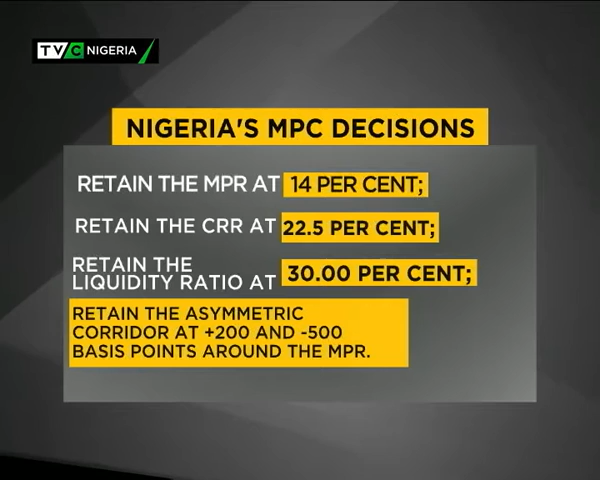 TVC NIGERIA
NIGERIA'S MPC DECISIONS
RETAIN THE MPR AT 14 PER CENT;
RETAIN THE CRR AT 22.5 PER CENT;
RETAIN THE
LIQUIDITY RATIO AT 30.00 PER CENT;
RETAIN THE ASYMMETRIC
CORRIDOR AT +200 AND -500
BASIS POINTS AROUND THE MPR.